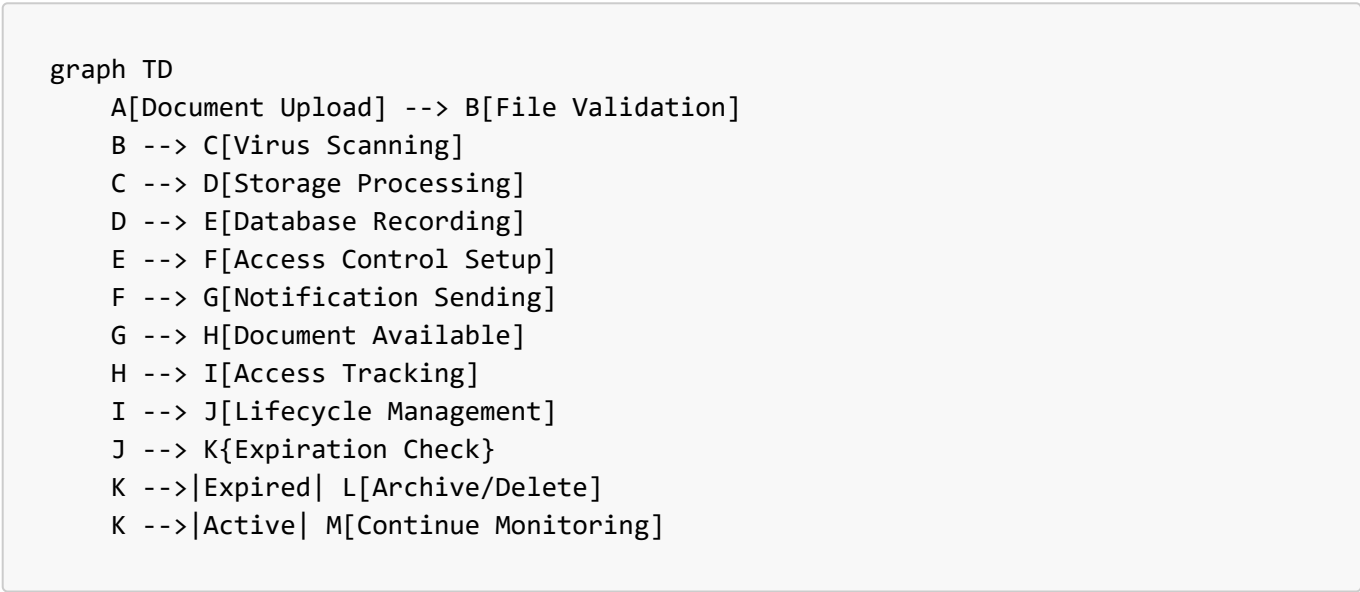 graph TD
    A[Document Upload] --> B[File Validation]
    B --> C[Virus Scanning]
    C --> D[Storage Processing]
    D --> E[Database Recording]
    E --> F[Access Control Setup]
    F --> G[Notification Sending]
    G --> H[Document Available]
    H --> I[Access Tracking]
    I --> J[Lifecycle Management]
    J --> K{Expiration Check}
    K -->|Expired| L[Archive/Delete]
    K -->|Active| M[Continue Monitoring]